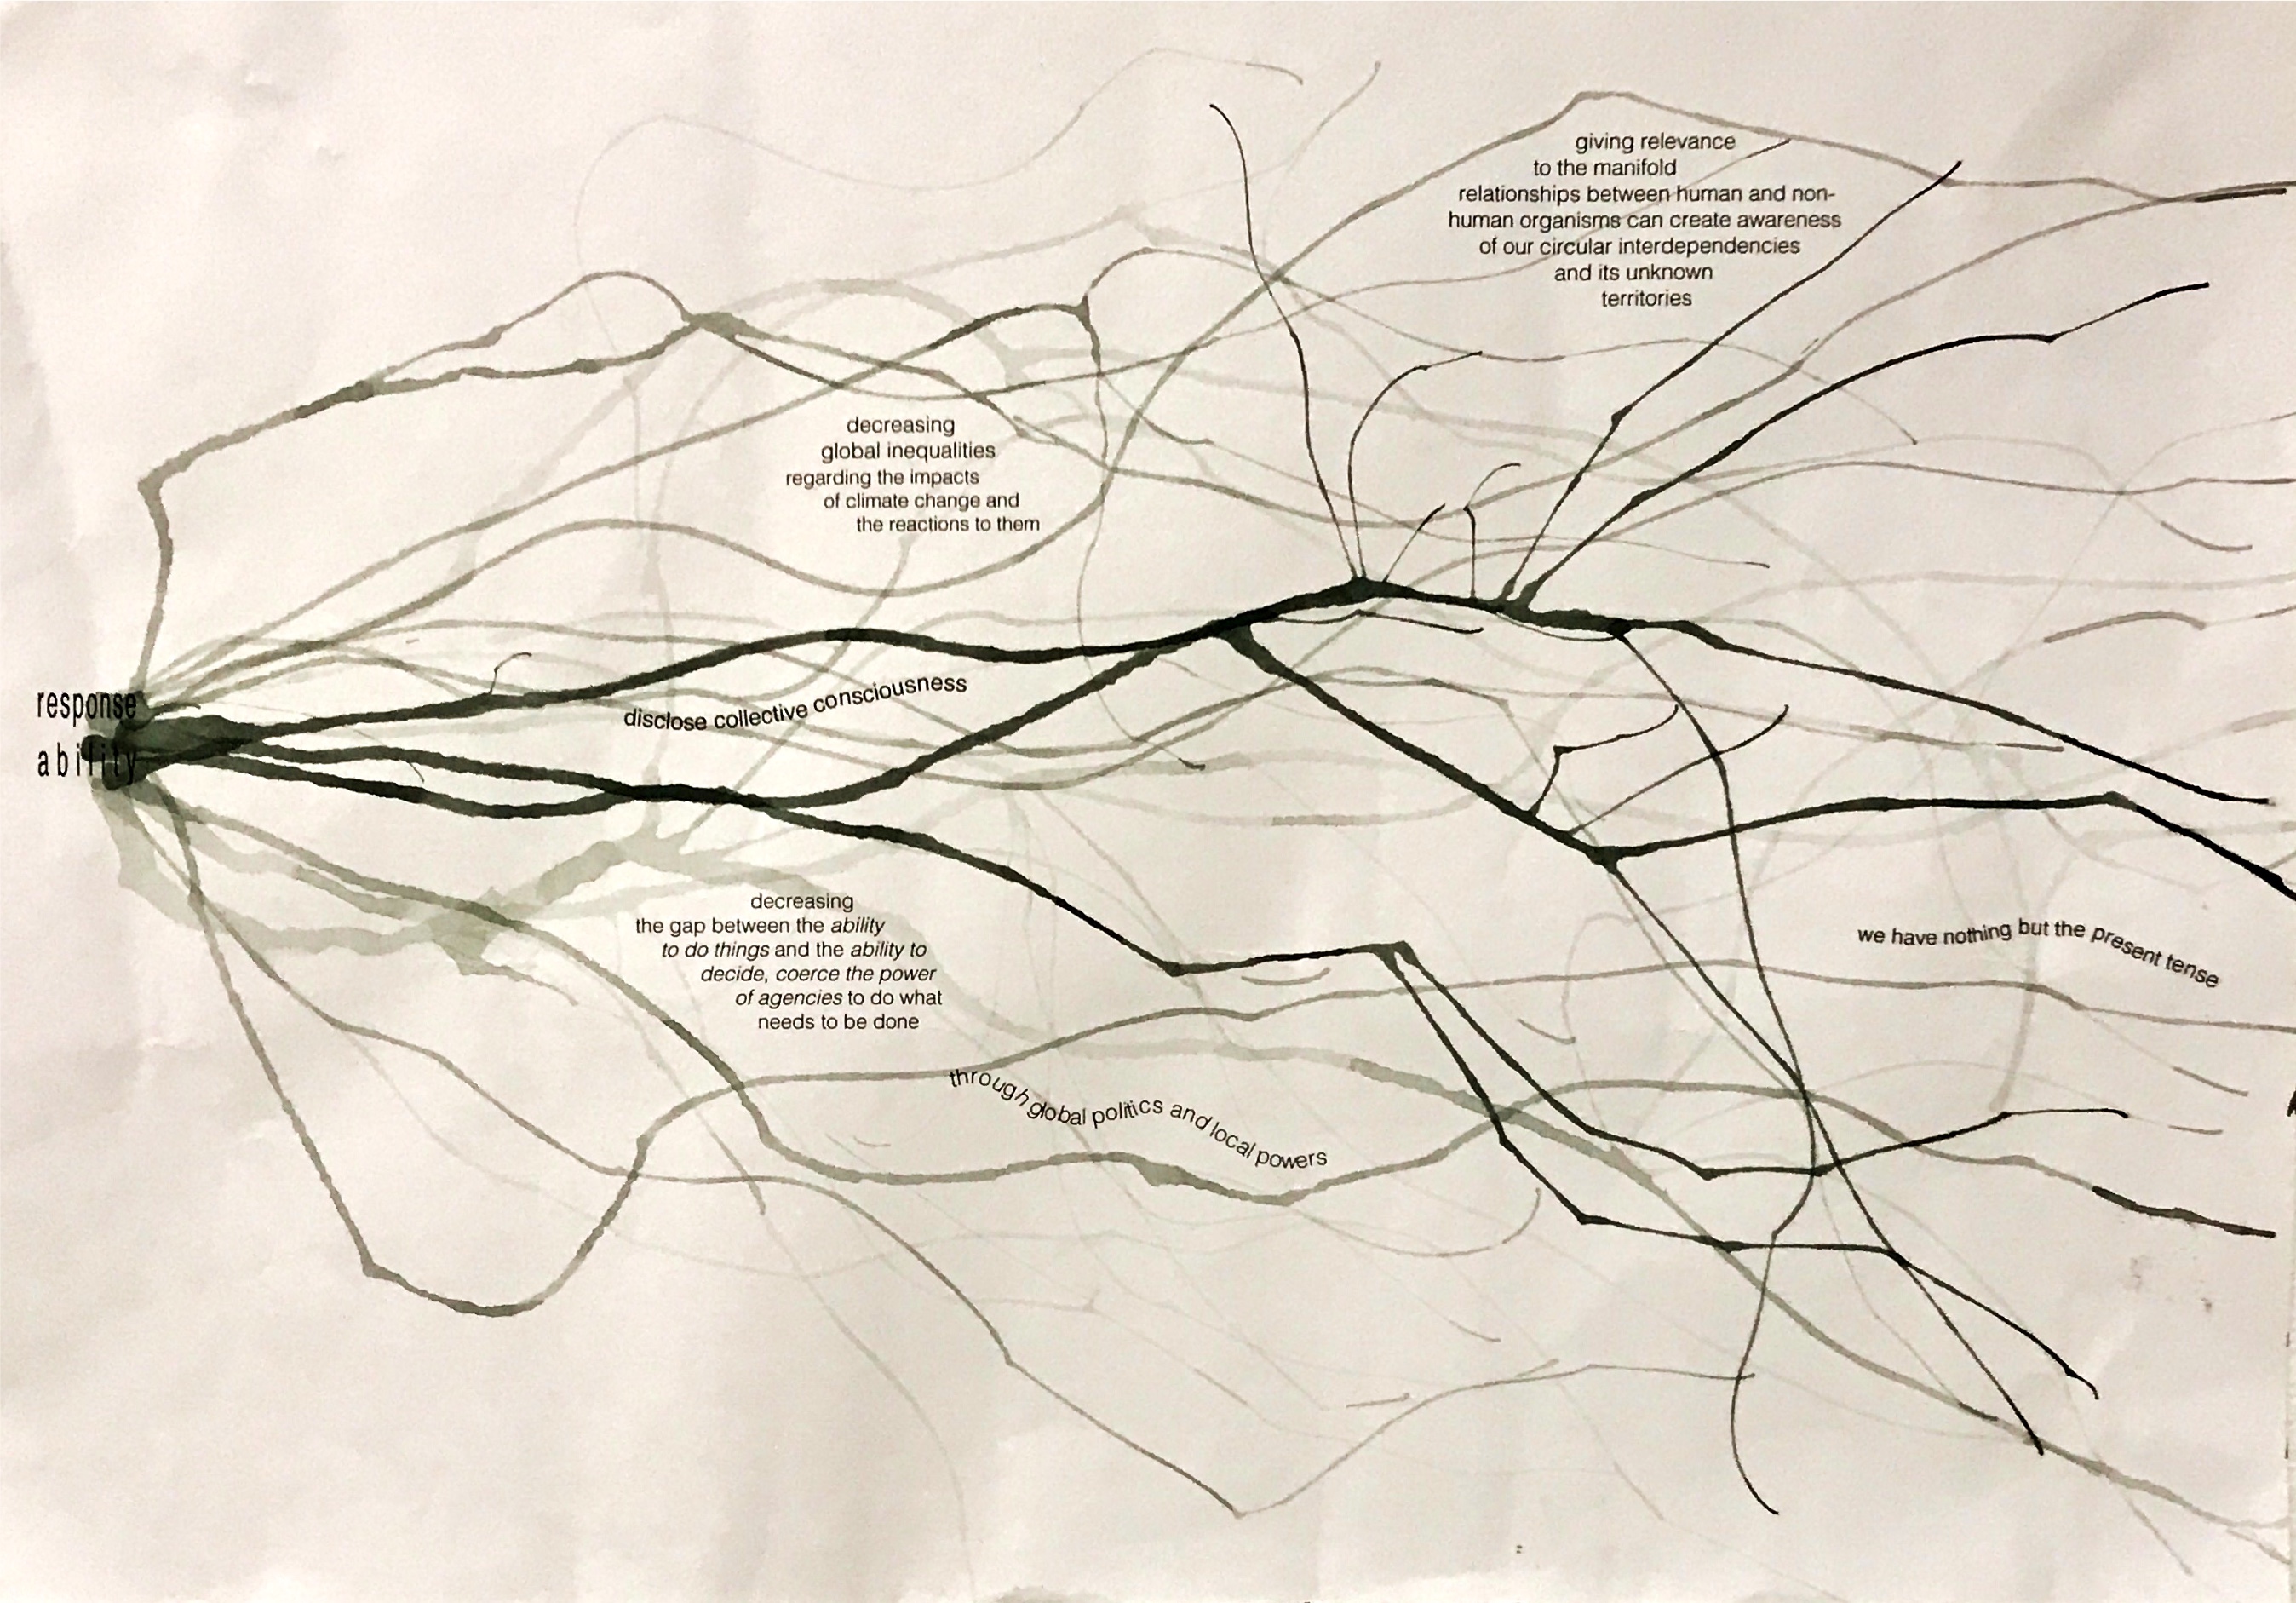 giving relevance
to the manifold
relationships between human and non-
human organisms can create awareness
of our circular interdependencies
and its unknown
territories
decreasing
global inequalities
regarding the impacts
of climate change and
the reactions to them
response
ability
disclose collective consciousness
decreasing
the gap between the ability
to do things and the ability to
decide, coerce the power
of agencies to do what
needs to be done
we have nothing but the present tense
through global politics and local powers